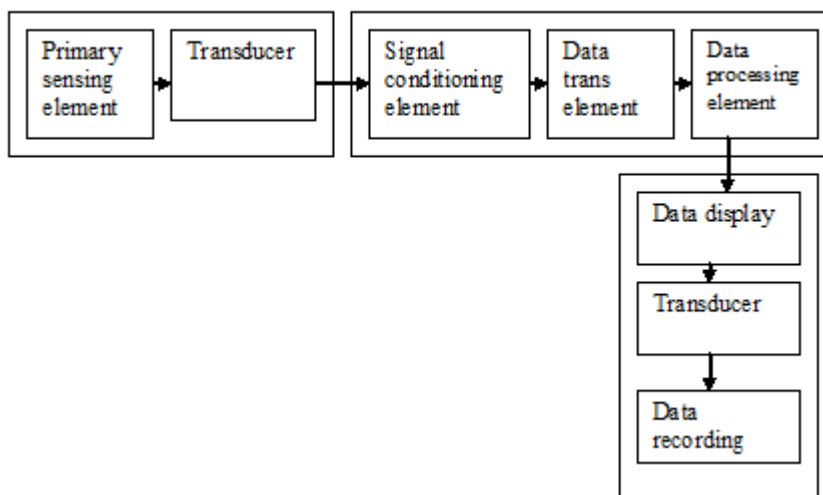 Primary
sensing
element
Transducer
Signal
conditioning
element
Data
trans
element
Data
processing
element
Data display
Transducer
Data
recording